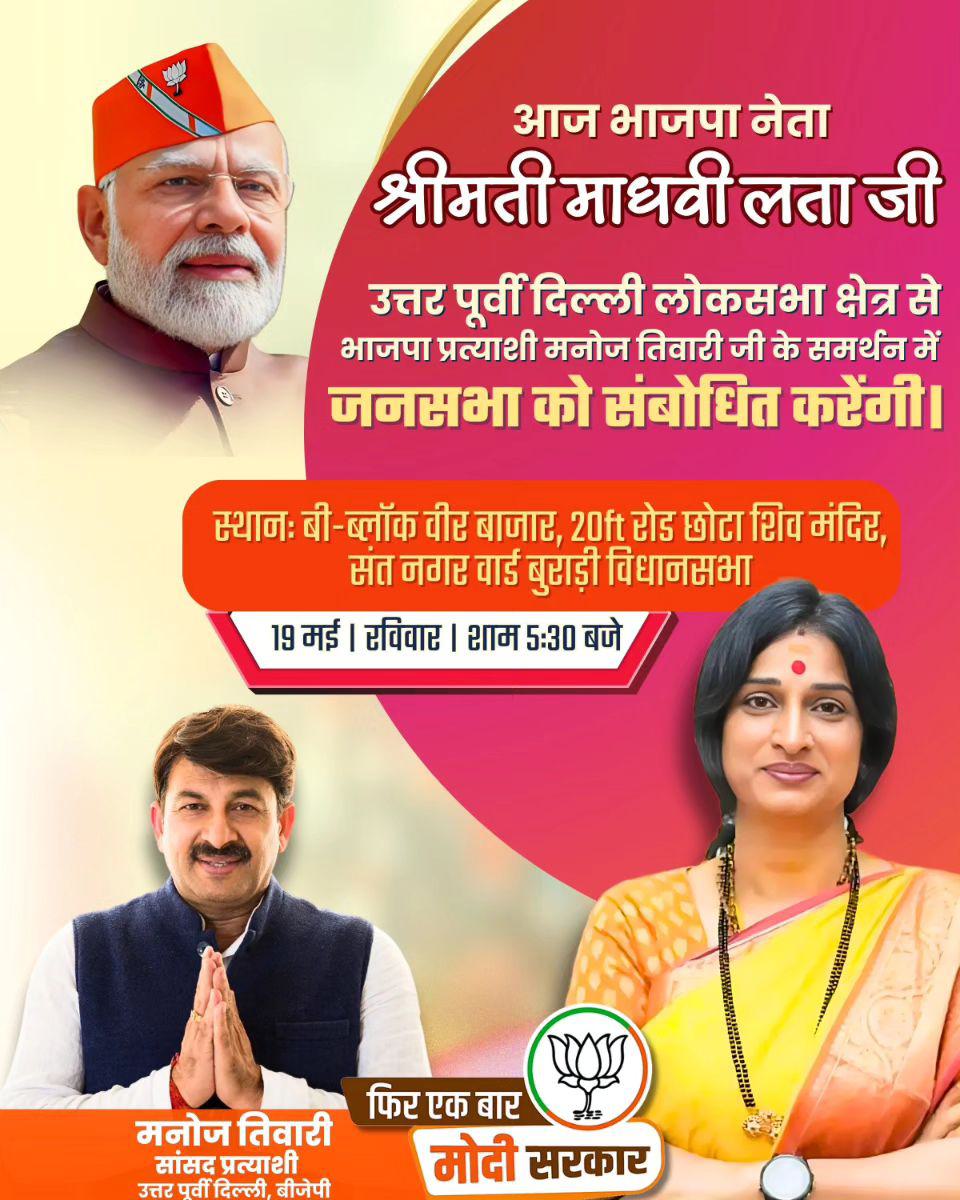 आज भाजपा नेता
श्रीमती माधवी लता जी
उत्तर पूर्वी दिल्ली लोकसभा क्षेत्र से
भाजपा प्रत्याशी मनोज तिवारी जी के समर्थन में
जनसभा को संबोधित करेंगी।
स्थानः बी-ब्लॉक वीर बाजार, 20ft रोड छोटा शिव मंदिर,
संत नगर वार्ड बुराड़ी विधानसभा
19 मई | रविवार | शाम 5:30 बजे
फिर एक बार
मोदी सरकार
मनोज तिवारी
सांसद प्रत्याशी
उत्तर पूर्वी दिल्ली, बीजेपी